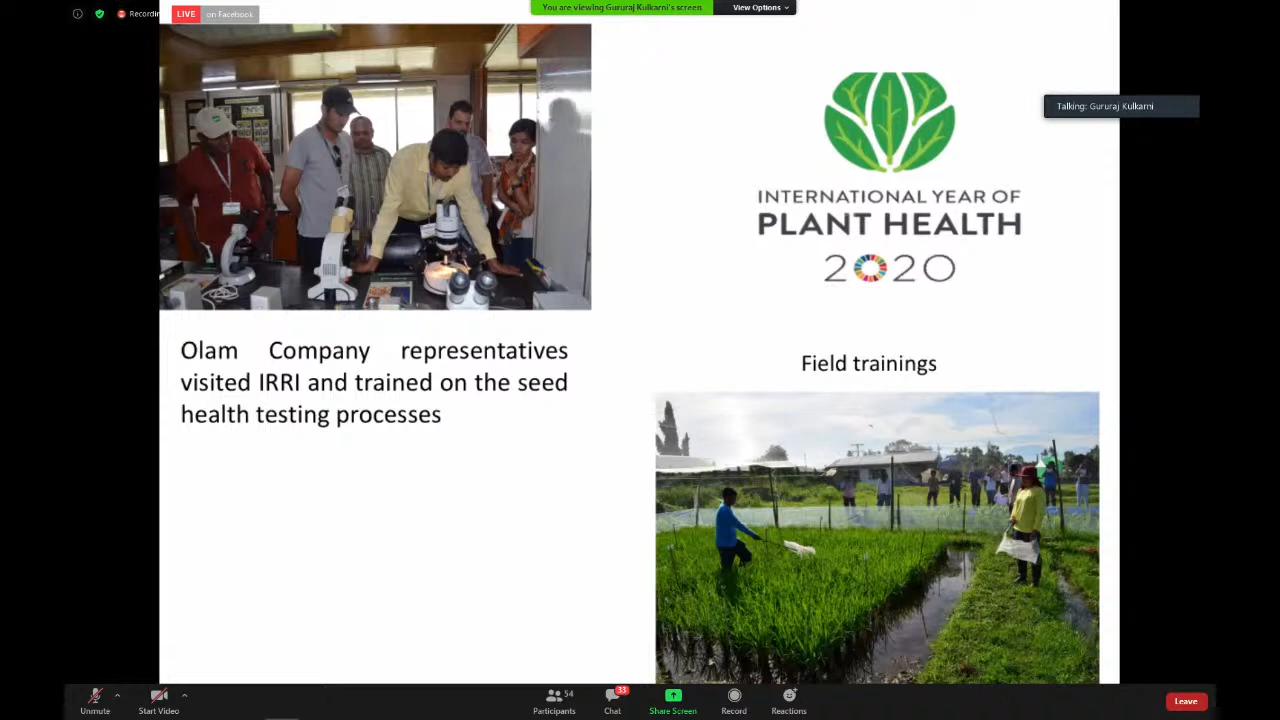 Recordin
LIVE on Facebook
You are viewing Gururaj Kulkarni's screen
View Options
Talking: Gururaj Kulkarni
INTERNATIONAL YEAR OF
PLANT HEALTH
2020
Olam Company representatives
visited IRRI and trained on the seed
health testing processes
Field trainings
Unmute
Start Video
54
Participants
33
Chat
Share Screen
Record
Reactions
Leave